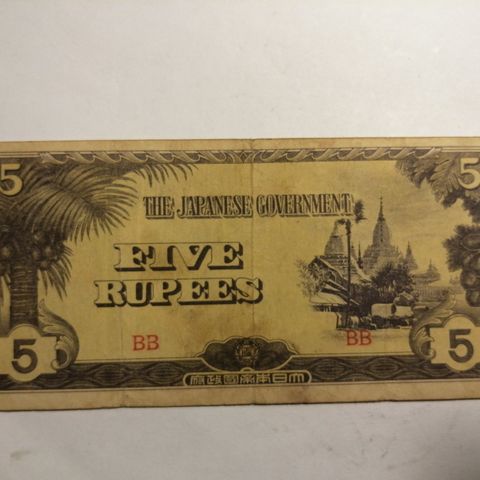 5 5
THE JAPANESE GOVERNMENT
FIVE
RUPEES
BB BB
5 5
大日本帝國政府